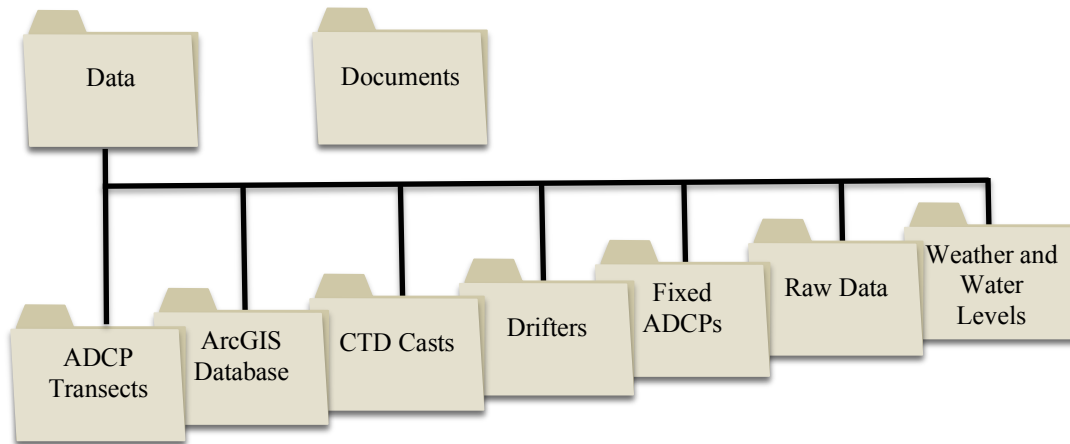 Data
Documents
ADCP
Transects
ArcGIS
Database
CTD Casts
Drifters
Fixed
ADCPs
Raw Data
Weather and
Water
Levels